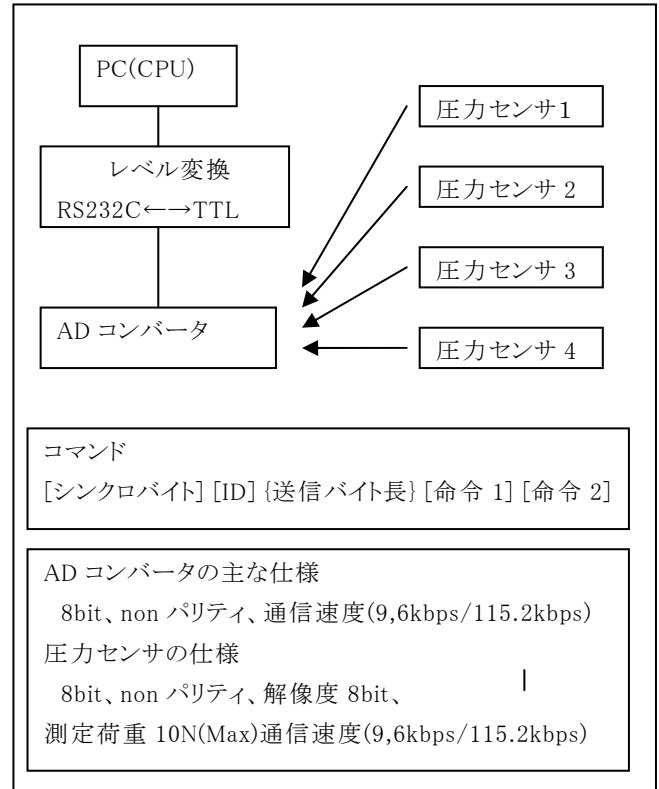 PC(CPU)
レベル変換
RS232C←→TTL
AD コンバータ
圧力センサ1
圧力センサ 2
圧力センサ 3
圧力センサ 4
コマンド
[シンクロバイト] [ID] {送信バイト長} [命令 1] [命令 2]
AD コンバータの主な仕様
8bit、non パリティ、通信速度(9,6kbps/115.2kbps)
圧力センサの仕様
8bit、non パリティ、解像度 8bit、
測定荷重 10N(Max)通信速度(9,6kbps/115.2kbps)